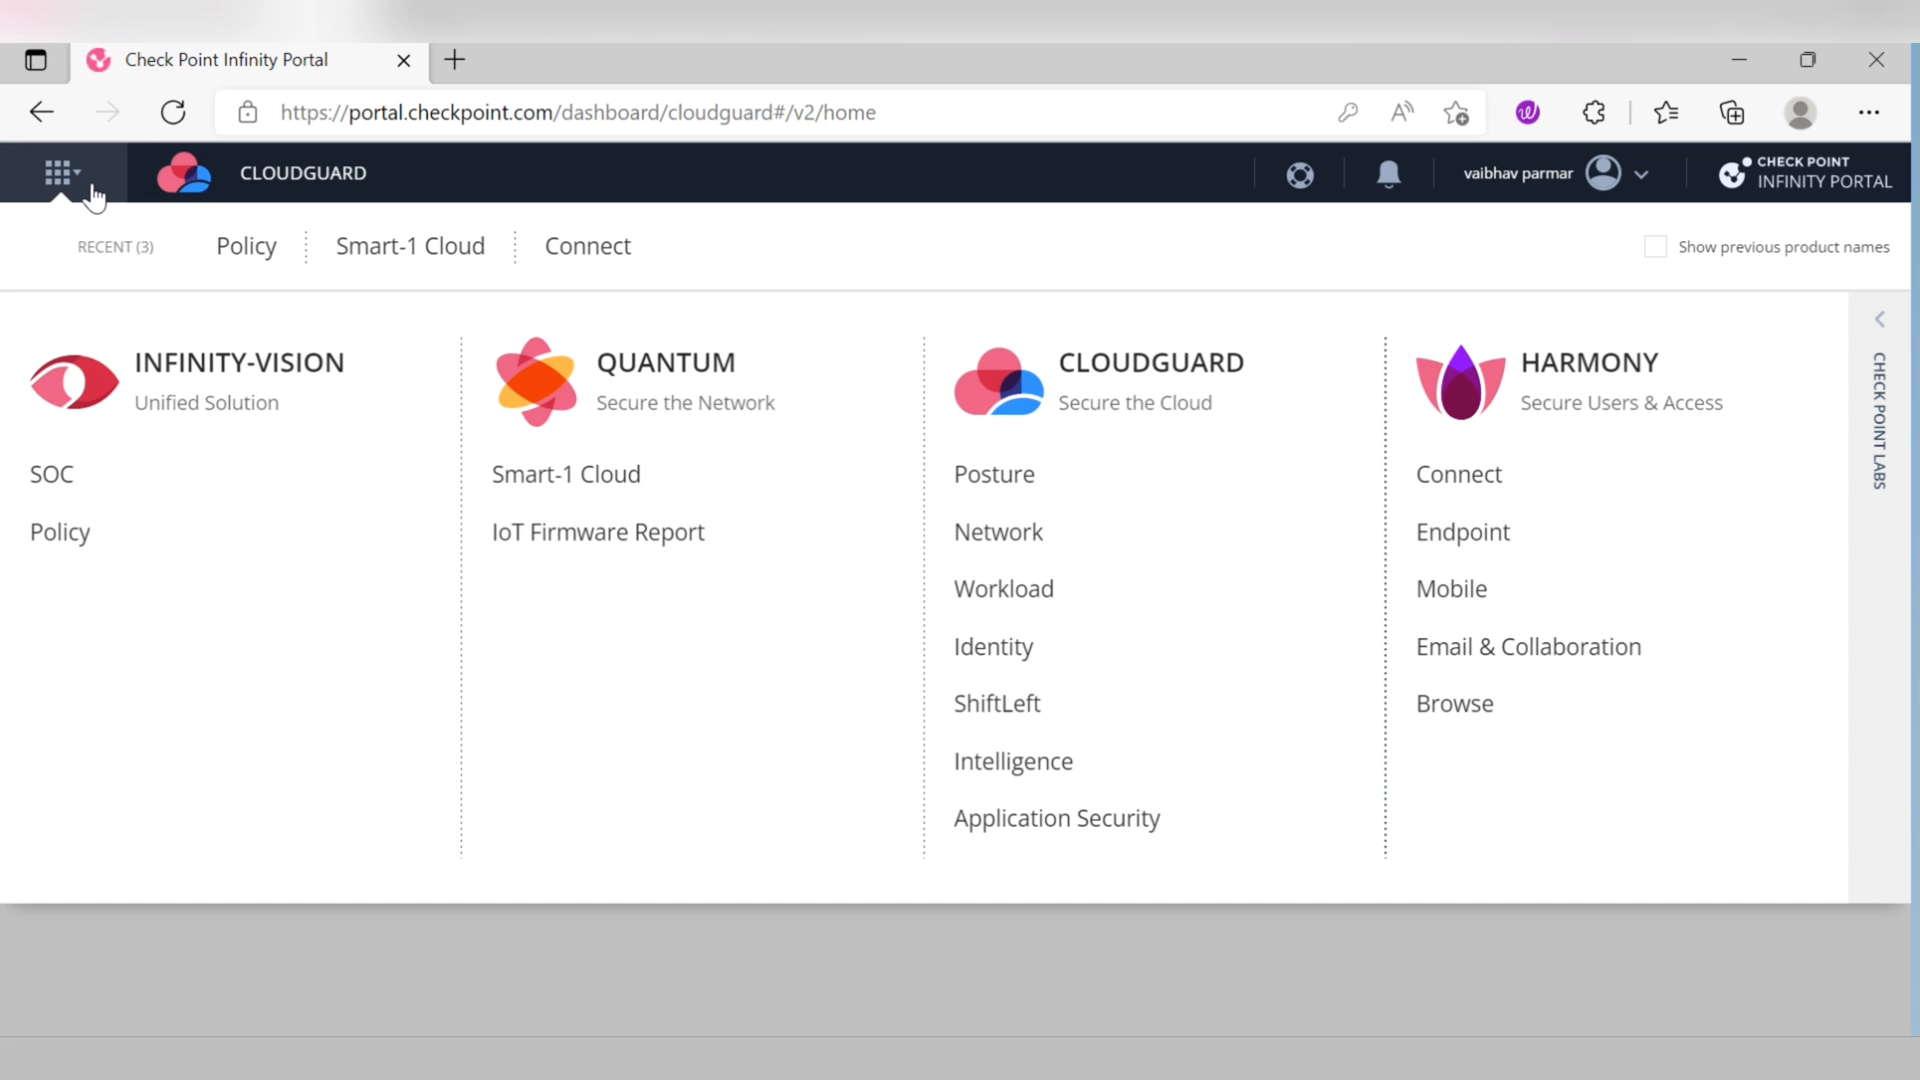 Check Point Infinity Portal
https://portal.checkpoint.com/dashboard/cloudguard#/v2/home
CLOUDGUARD
vaibhav parmar
CHECK POINT
INFINITY PORTAL
RECENT (3)
Policy
Smart-1 Cloud
Connect
Show previous product names
INFINITY-VISION
Unified Solution
SOC
Policy
QUANTUM
Secure the Network
Smart-1 Cloud
IoT Firmware Report
CLOUDGUARD
Secure the Cloud
Posture
Network
Workload
Identity
ShiftLeft
Intelligence
Application Security
HARMONY
Secure Users & Access
Connect
Endpoint
Mobile
Email & Collaboration
Browse
CHECK POINT LABS